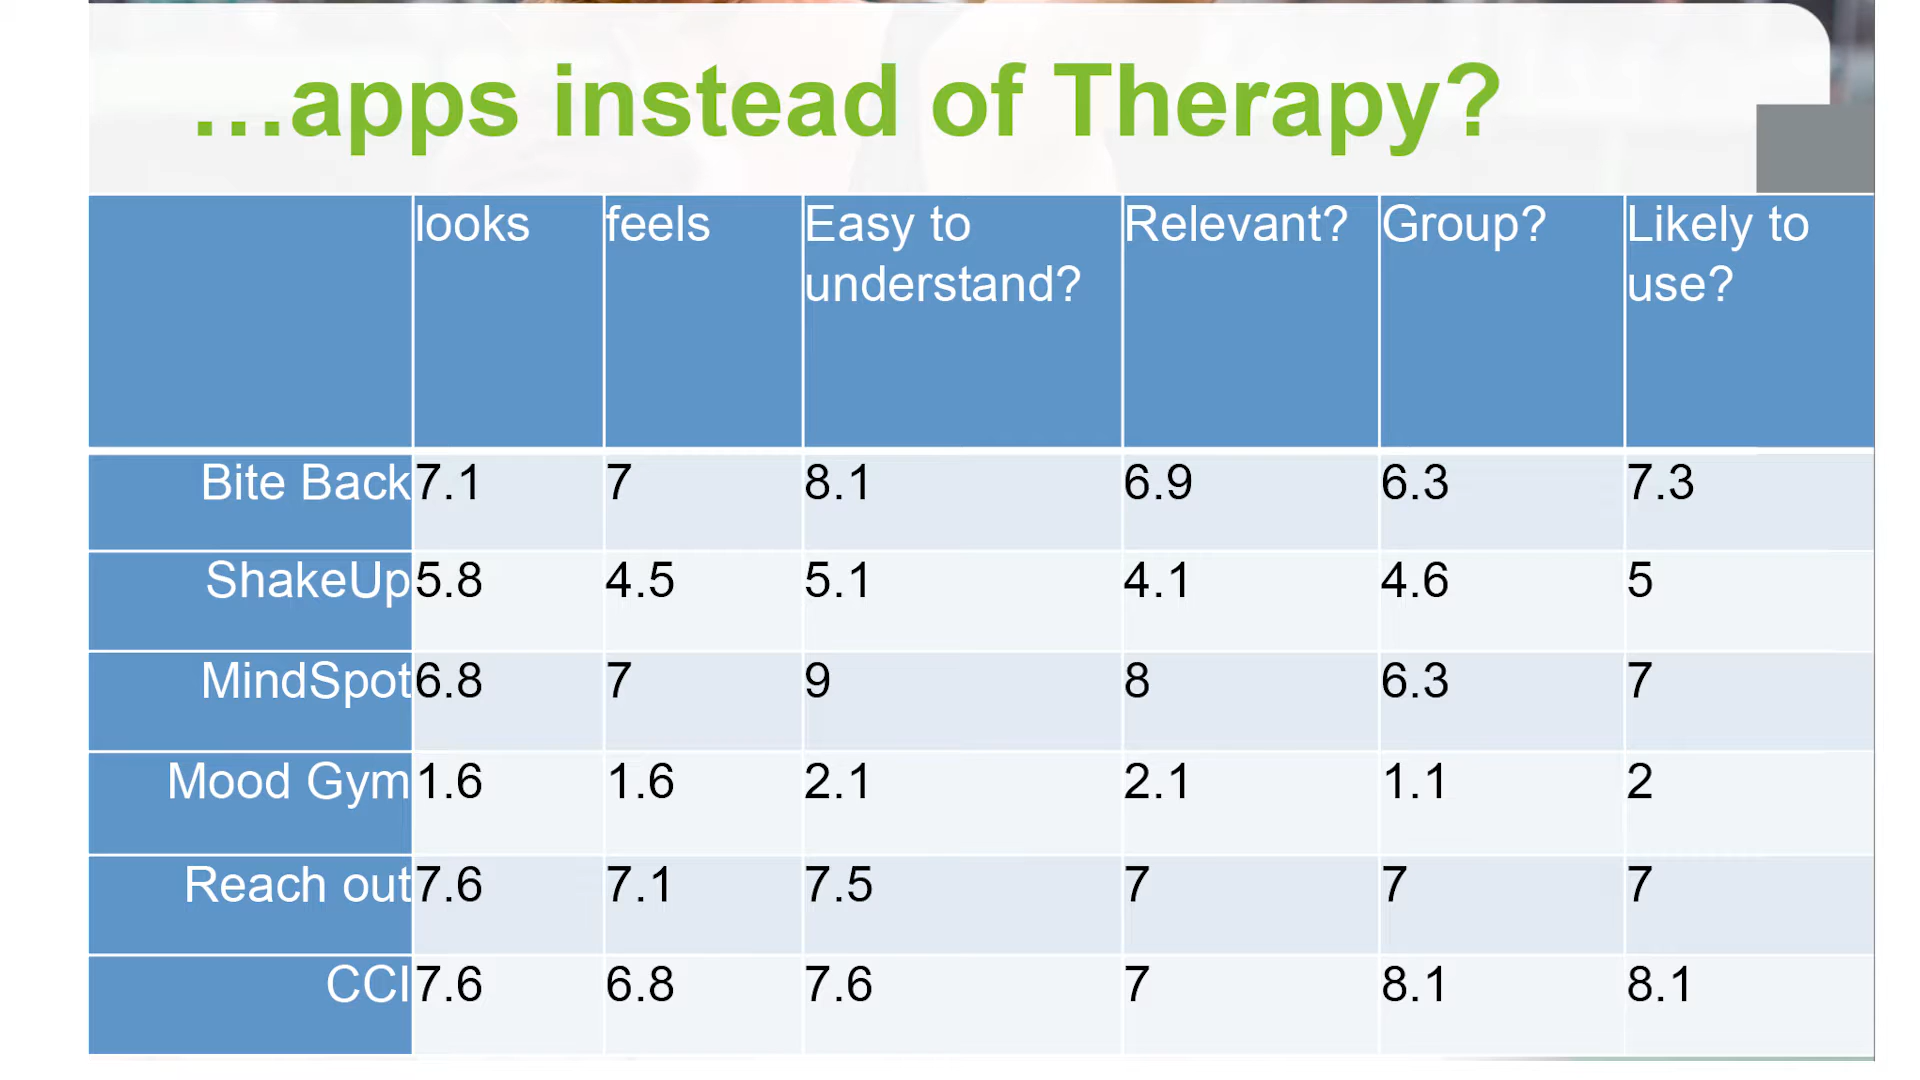 ...apps instead of Therapy?
looks feels Easy to understand? Relevant? Group? Likely to use?
Bite Back 7.1 7 8.1 6.9 6.3 7.3
ShakeUp 5.8 4.5 5.1 4.1 4.6 5
MindSpot 6.8 7 9 8 6.3 7
Mood Gym 1.6 1.6 2.1 2.1 1.1 2
Reach out 7.6 7.1 7.5 7 7 7
CCI 7.6 6.8 7.6 7 8.1 8.1